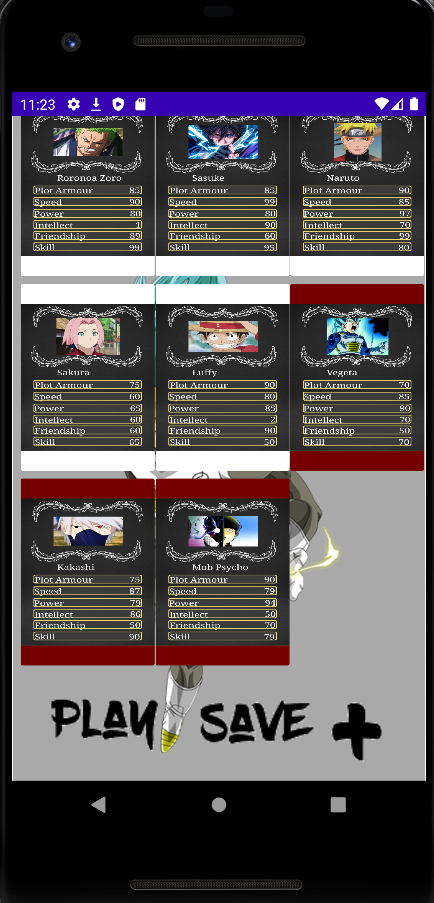 11:23
Roronoa Zoro
Plot Armour 85
Speed 90
Power 80
Intellect 1
Friendship 89
Skill 99
Sasuke
Plot Armour 85
Speed 99
Power 80
Intellect 90
Friendship 60
Skill 95
Naruto
Plot Armour 90
Speed 85
Power 97
Intellect 70
Friendship 99
Skill 80
Sakura
Plot Armour 75
Speed 60
Power 65
Intellect 60
Friendship 60
Skill 65
Luffy
Plot Armour 90
Speed 80
Power 85
Intellect 2
Friendship 90
Skill 50
Vegeta
Plot Armour 70
Speed 85
Power 90
Intellect 70
Friendship 50
Skill 70
Kakashi
Plot Armour 75
Speed 87
Power 79
Intellect 86
Friendship 50
Skill 90
Mob Psycho
Plot Armour 90
Speed 79
Power 94
Intellect 50
Friendship 70
Skill 79
PLAY SAVE +